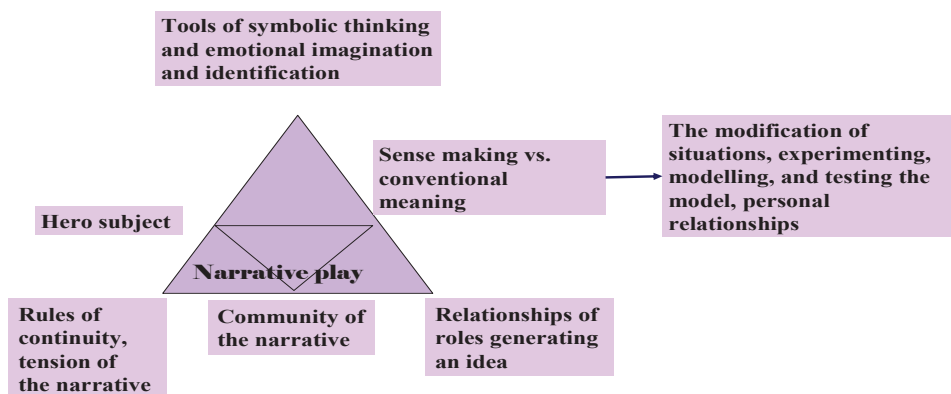 Tools of symbolic thinking
and emotional imagination
and identification
Sense making vs.
conventional
meaning
The modification of
situations, experimenting,
modelling, and testing the
model, personal
relationships
Hero subject
Narrative play
Rules of
continuity,
tension of
the narrative
Community of
the narrative
Relationships of
roles generating
an idea